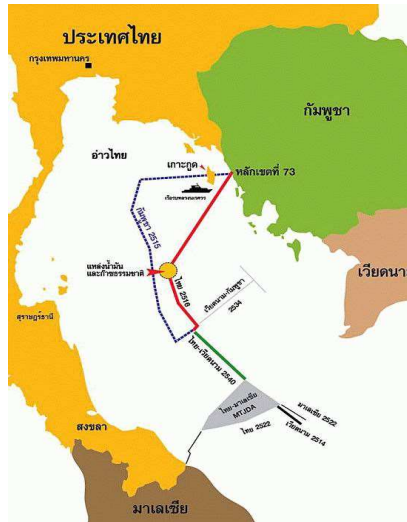 ประเทศไทย
กรุงเทพมหานคร
กัมพูชา
อ่าวไทย
เกาะกูด
หลักเขตที่ 73
กัมพูชา 2515
แหล่งน้ำมัน
และก๊าซธรรมชาติ
ไทย 2516
เวียดนาม-กัมพูชา
2534
เวียดนา
สุราษฎร์ธานี
ไทย-เวียดนาม 2540
ไทย-มาเลเซีย
MTJDA
มาเลเซีย 2522
เวียดนาม 2514
ไทย 2522
สงขลา
มาเลเซีย